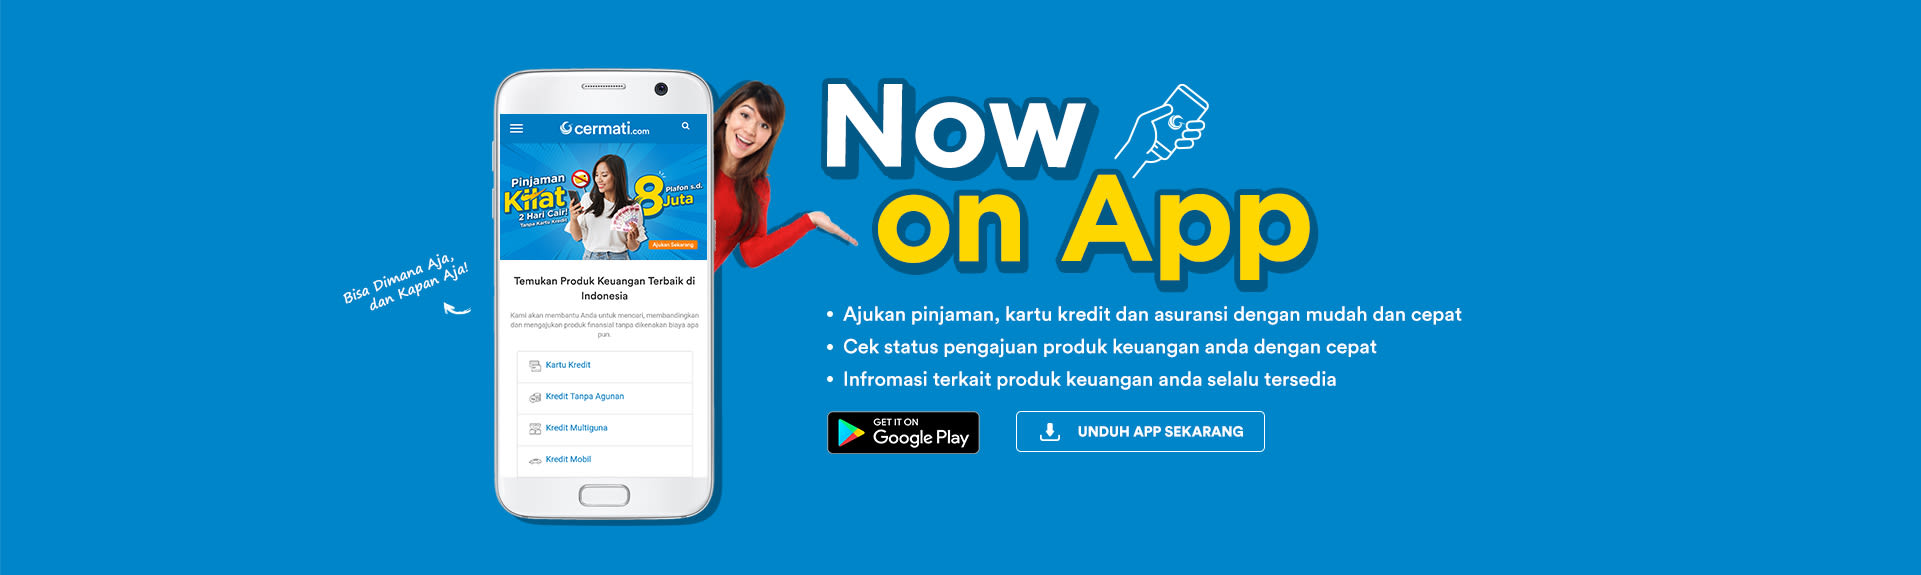 Bisa Dimana Aja,
dan Kapan Aja!
cermati.com
Pinjaman
Kilat
2 Hari Cair!
Tanpa Kartu Kredit
8
Plafon s.d.
Juta
Ajukan Sekarang
Temukan Produk Keuangan Terbaik di
Indonesia
Kami akan membantu Anda untuk mencari, membandingkan
dan mengajukan produk finansial tanpa dikenakan biaya apa
pun.
Kartu Kredit
Kredit Tanpa Agunan
Kredit Multiguna
Kredit Mobil
Now
on App
• Ajukan pinjaman, kartu kredit dan asuransi dengan mudah dan cepat
• Cek status pengajuan produk keuangan anda dengan cepat
• Infromasi terkait produk keuangan anda selalu tersedia
GET IT ON
Google Play
UNDUH APP SEKARANG